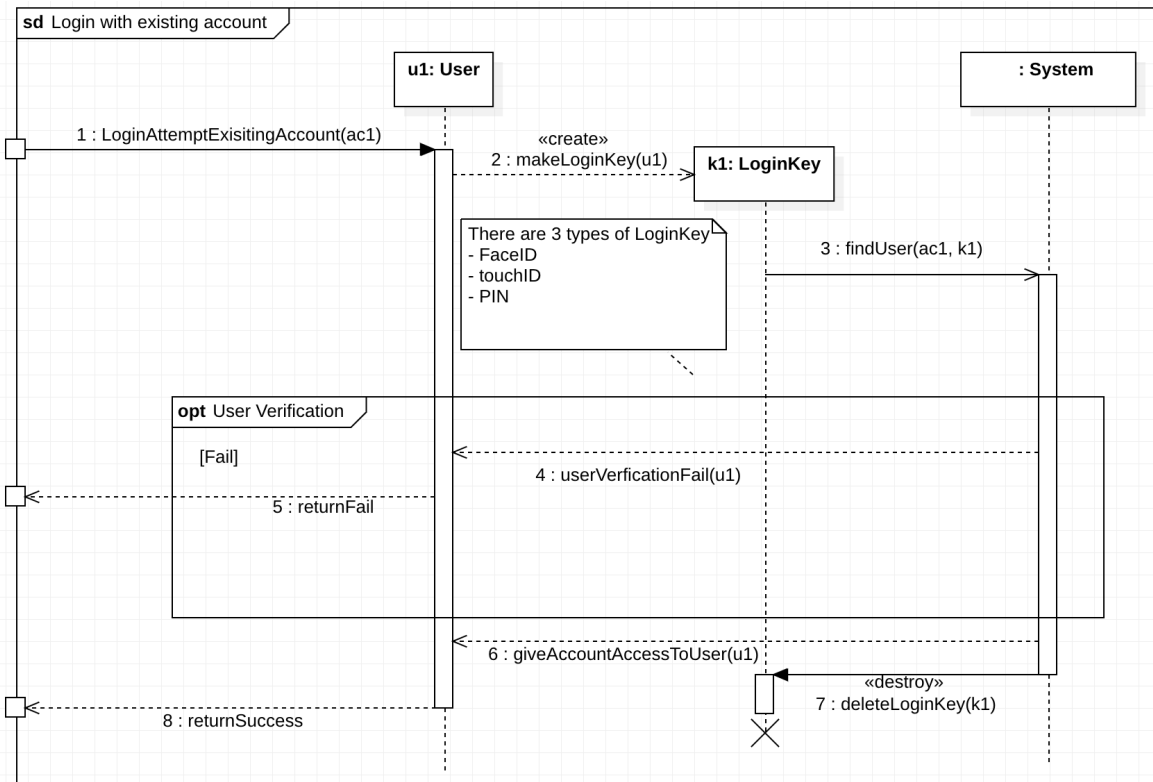 sd Login with existing account
u1: User
: System
1 : LoginAttemptExisitingAccount(ac1)
«create»
2 : makeLoginKey(u1)
k1: LoginKey
There are 3 types of LoginKey
- FaceID
- touchID
- PIN
3 : findUser(ac1, k1)
opt User Verification
[Fail]
4 : userVerficationFail(u1)
5 : returnFail
6 : giveAccountAccessToUser(u1)
«destroy»
7 : deleteLoginKey(k1)
8 : returnSuccess